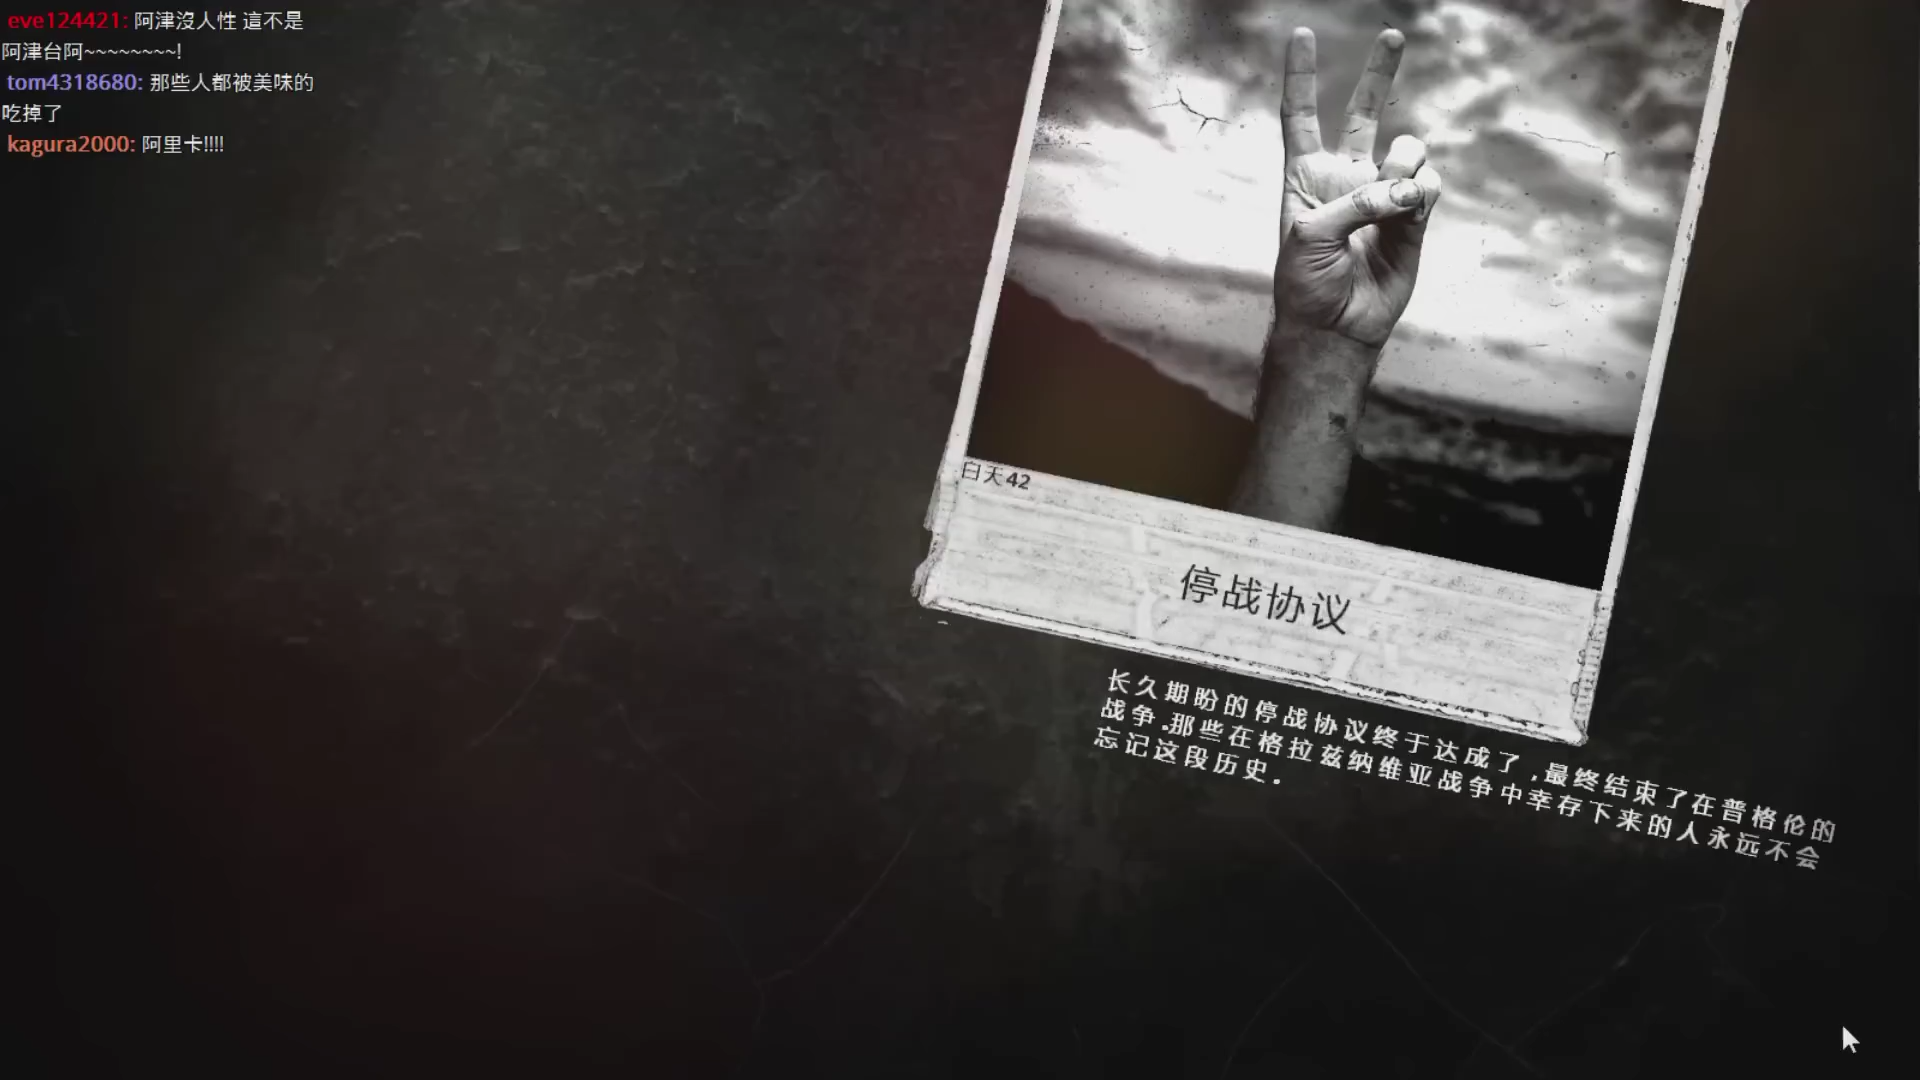 eve124421: 阿津沒人性 這不是
阿津台阿~~~~~~~~!
tom4318680: 那些人都被美味的
吃掉了
kagura2000: 阿里卡!!!!
白天42
停战协议
长久期盼的停战协议终于达成了,最终结束了在普格伦的
战争.那些在格拉兹纳维亚战争中幸存下来的人永远不会
忘记这段历史.